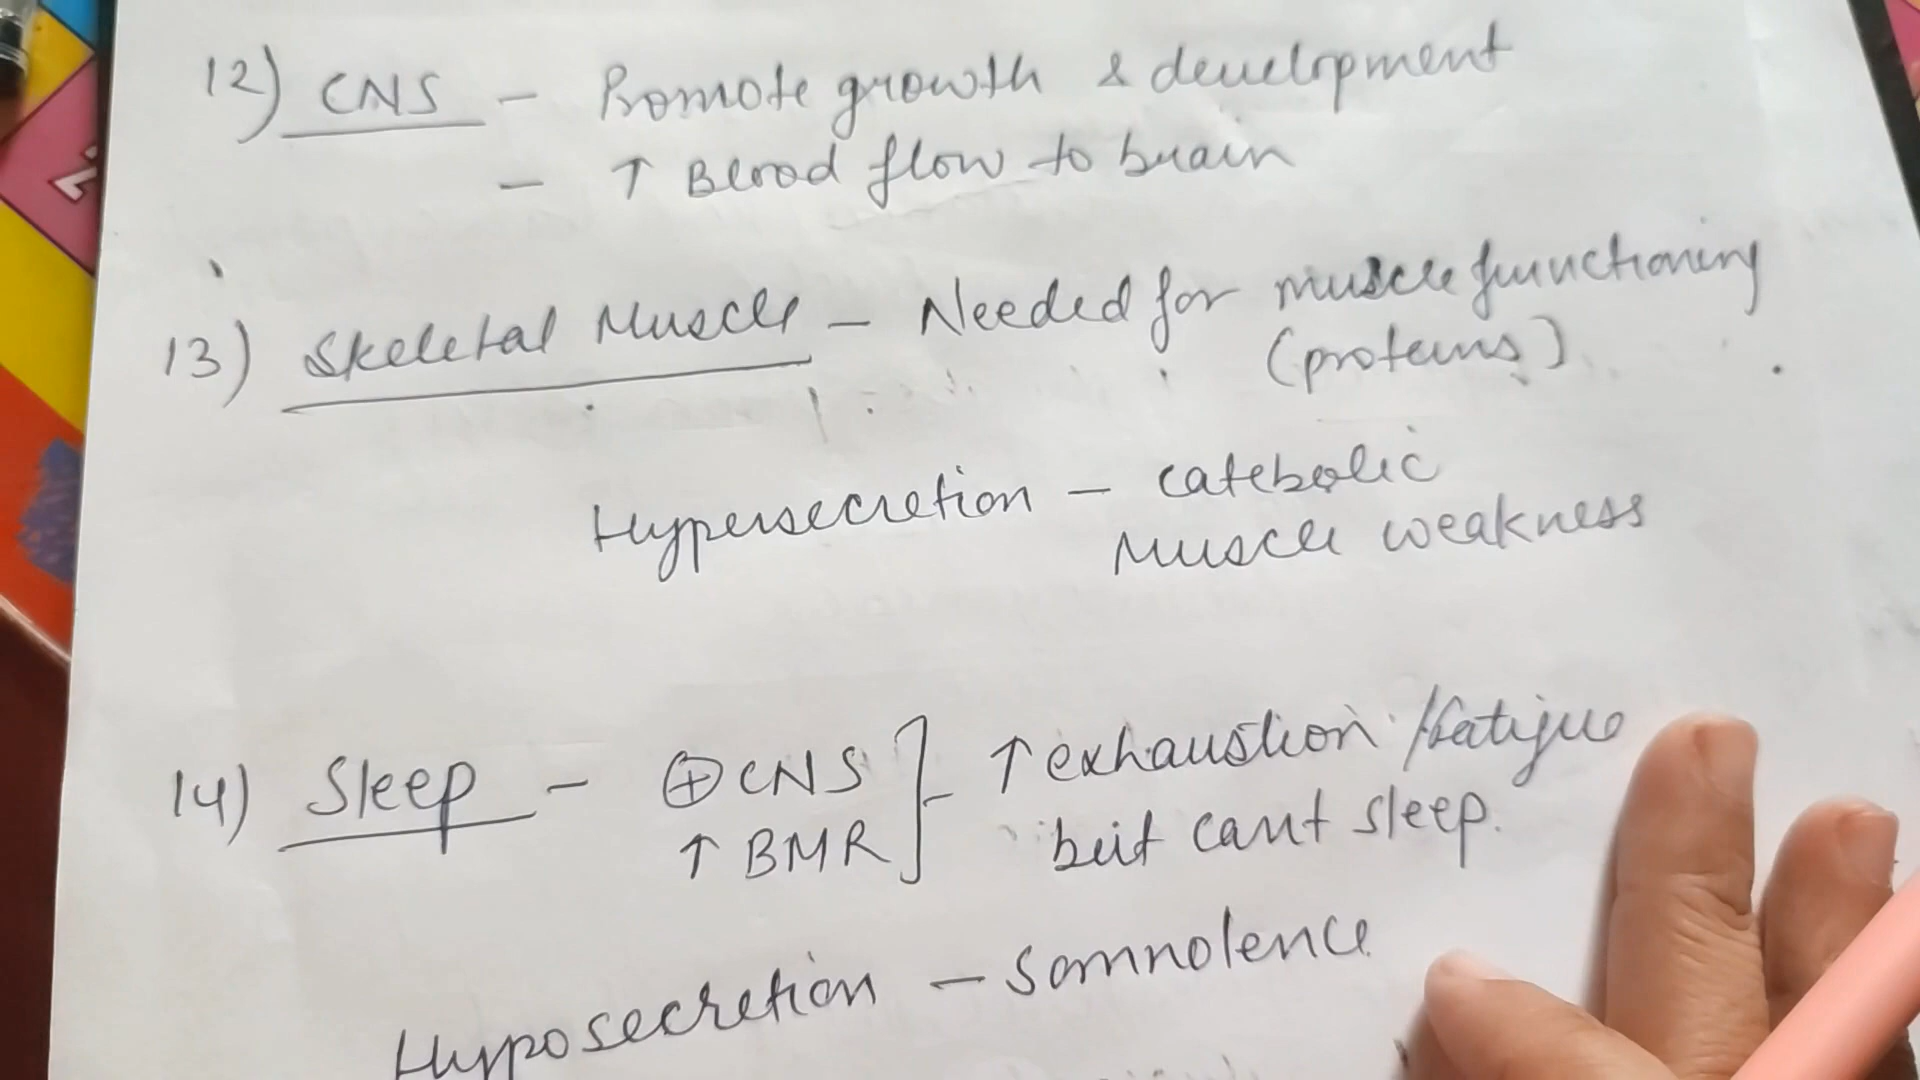 12) CNS - Promote growth & development
- ↑ Blood flow to brain
13) Skeletal Muscle - Needed for muscle functioning
(proteins)
Hypersecretion - catebolic
Muscle weakness
14) Sleep - ⊕ CNS ] - ↑ exhaustion / fatigue
↑ BMR ] but cant sleep.
Hyposecretion - Somnolence